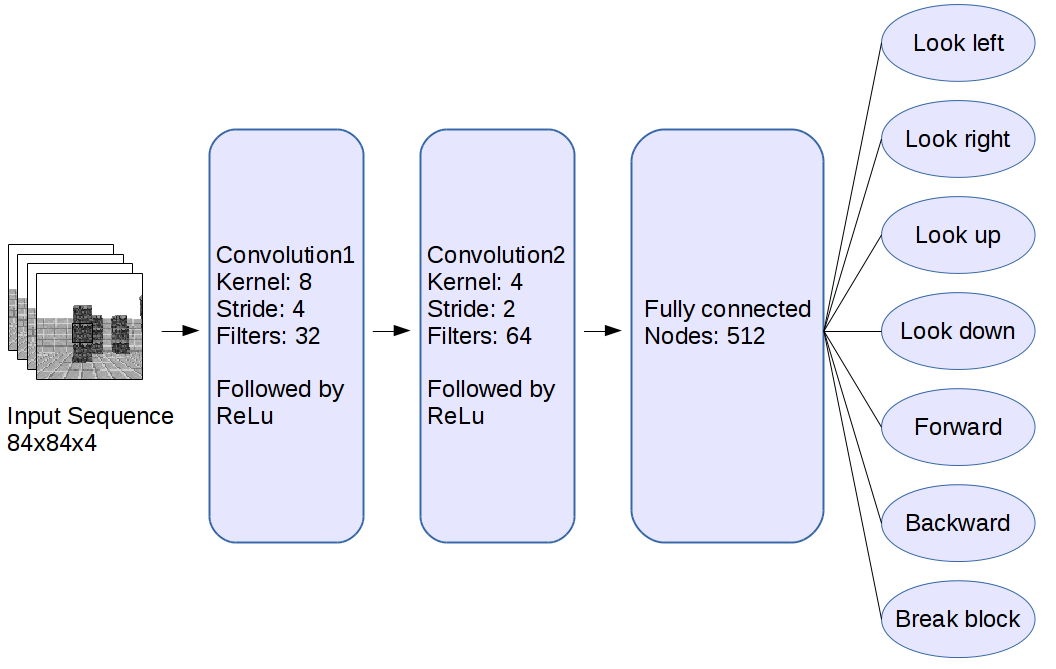 Input Sequence
84x84x4
Convolution1
Kernel: 8
Stride: 4
Filters: 32
Followed by
ReLu
Convolution2
Kernel: 4
Stride: 2
Filters: 64
Followed by
ReLu
Fully connected
Nodes: 512
Look left
Look right
Look up
Look down
Forward
Backward
Break block